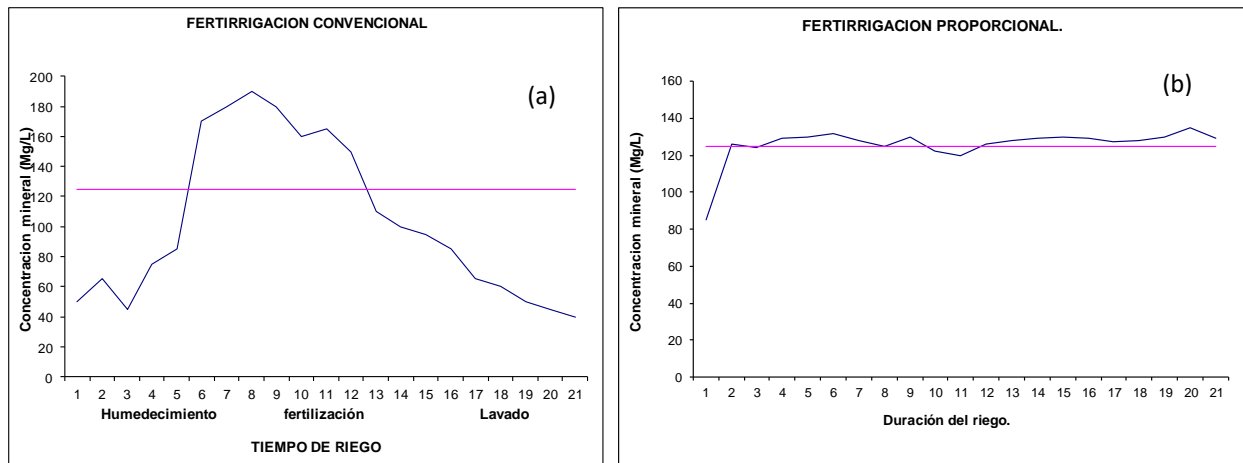 FERTIRRIGACION CONVENCIONAL
(a)
Concentracion mineral (Mg/L)
200
180
160
140
120
100
80
60
40
20
0
1 2 3 4 5 6 7 8 9 10 11 12 13 14 15 16 17 18 19 20 21
Humedecimiento fertilización Lavado
TIEMPO DE RIEGO
FERTIRRIGACION PROPORCIONAL.
(b)
Concentracion mineral (Mg/L)
160
140
120
100
80
60
40
20
0
1 2 3 4 5 6 7 8 9 10 11 12 13 14 15 16 17 18 19 20 21
Duración del riego.